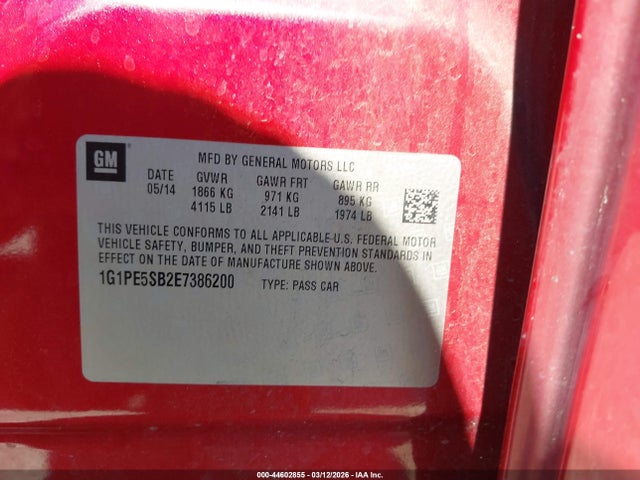 GM
MFD BY GENERAL MOTORS LLC
DATE GVWR GAWR FRT GAWR RR
05/14 1866 KG 971 KG 895 KG
4115 LB 2141 LB 1974 LB
THIS VEHICLE CONFORMS TO ALL APPLICABLE U.S. FEDERAL MOTOR
VEHICLE SAFETY, BUMPER, AND THEFT PREVENTION STANDARDS IN
EFFECT ON THE DATE OF MANUFACTURE SHOWN ABOVE.
1G1PE5SB2E7386200 TYPE: PASS CAR
000-44602855 | 03/12/2026 | IAA Inc.